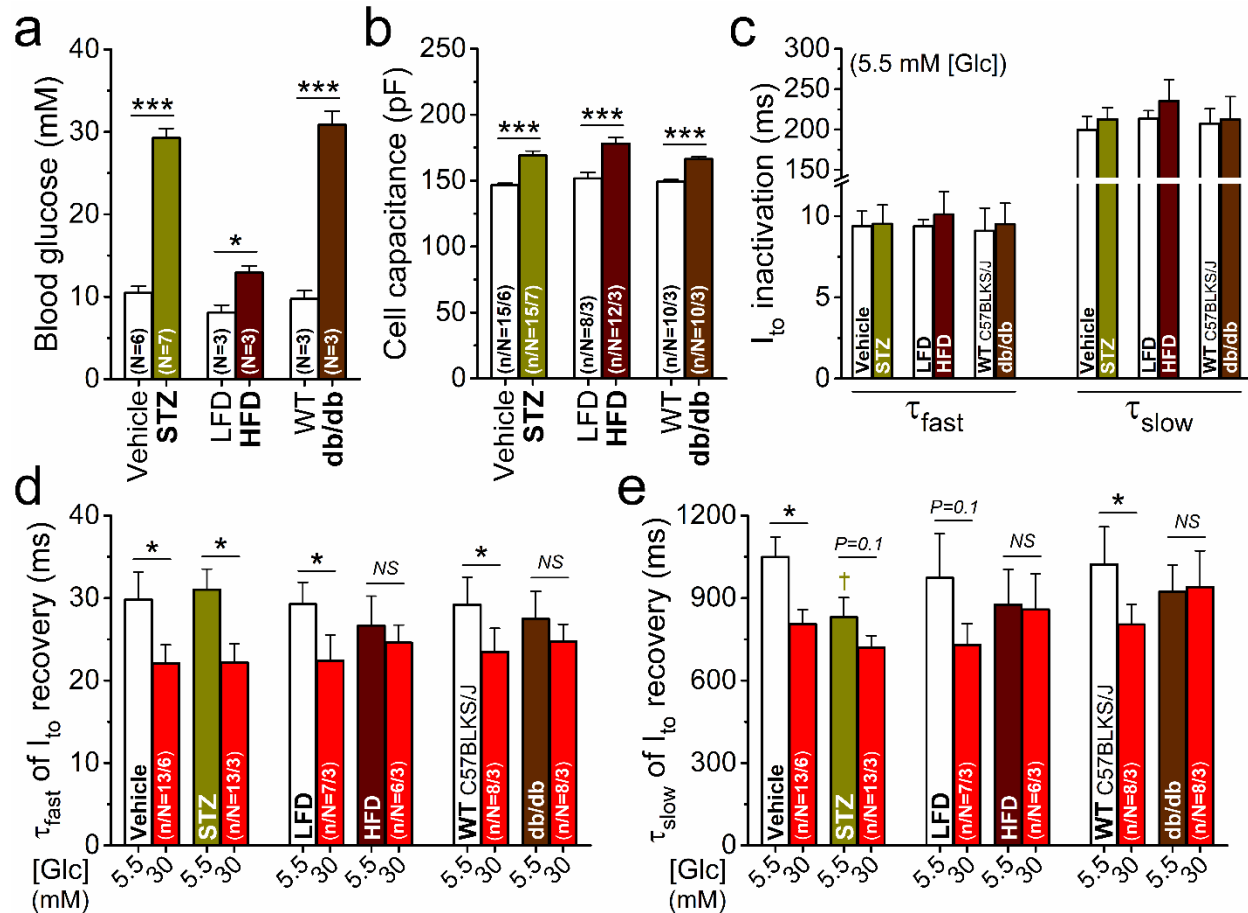 a
Blood glucose (mM)
40
30
20
10
0
***
*
***
(N=6)
(N=7)
(N=3)
(N=3)
(N=3)
(N=3)
Vehicle
STZ
LFD
HFD
WT
db/db
b
Cell capacitance (pF)
250
200
150
100
50
0
***
***
***
(n/N=15/6)
(n/N=15/7)
(n/N=8/3)
(n/N=12/3)
(n/N=10/3)
(n/N=10/3)
Vehicle
STZ
LFD
HFD
WT
db/db
c
I_to inactivation (ms)
(5.5 mM [Glc])
300
250
200
150
10
5
0
Vehicle
STZ
LFD
HFD
WT C57BLKS/J
db/db
Vehicle
STZ
LFD
HFD
WT C57BLKS/J
db/db
τ_fast
τ_slow
d
τ_fast of I_to recovery (ms)
40
30
20
10
0
*
*
*
NS
*
NS
Vehicle
(n/N=13/6)
STZ
(n/N=13/3)
LFD
(n/N=7/3)
HFD
(n/N=6/3)
WT C57BLKS/J
(n/N=8/3)
db/db
(n/N=8/3)
[Glc] (mM)
5.5 30 5.5 30 5.5 30 5.5 30 5.5 30 5.5 30
e
τ_slow of I_to recovery (ms)
1200
900
600
300
0
*
P=0.1
†
P=0.1
NS
*
NS
Vehicle
(n/N=13/6)
STZ
(n/N=13/3)
LFD
(n/N=7/3)
HFD
(n/N=6/3)
WT C57BLKS/J
(n/N=8/3)
db/db
(n/N=8/3)
[Glc] (mM)
5.5 30 5.5 30 5.5 30 5.5 30 5.5 30 5.5 30